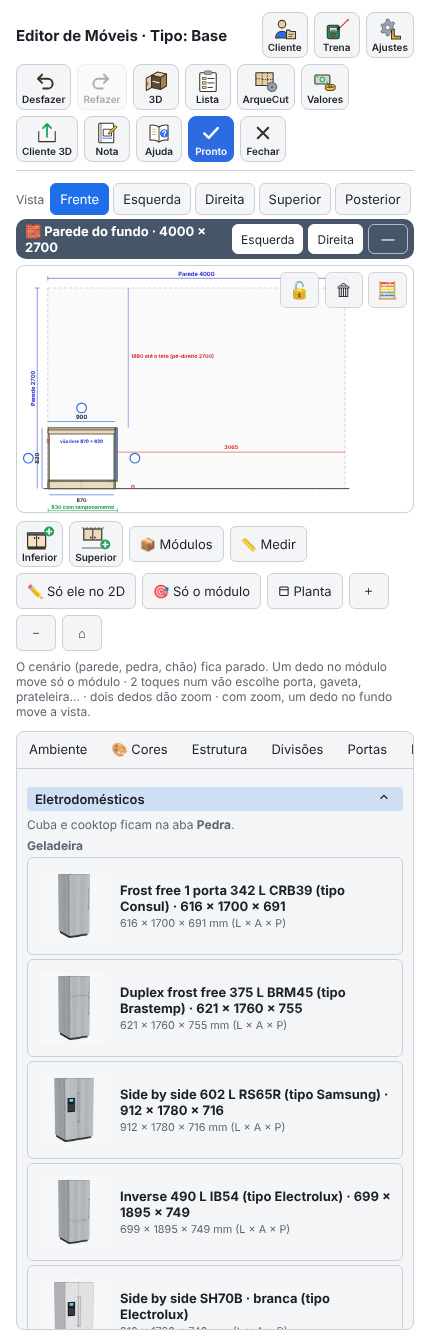 Editor de Móveis · Tipo: Base
Cliente
Trena
Ajustes
Desfazer
Refazer
3D
Lista
ArqueCut
Valores
Cliente 3D
Nota
Ajuda
Pronto
Fechar
Vista
Frente
Esquerda
Direita
Superior
Posterior
🧱 Parede do fundo · 4000 ×
2700
Esquerda
Direita
—
Parede 4000
1880 até o teto (pé-direito 2700)
Parede 2700
900
vão livre 870 × 620
820
3065
0
870
930 com tamponamento
Inferior
Superior
📦 Módulos
📏 Medir
✏️ Só ele no 2D
🎯 Só o módulo
Planta
+
−
⌂
O cenário (parede, pedra, chão) fica parado. Um dedo no módulo
move só o módulo · 2 toques num vão escolhe porta, gaveta,
prateleira... · dois dedos dão zoom · com zoom, um dedo no fundo
move a vista.
Ambiente
🎨 Cores
Estrutura
Divisões
Portas
Eletrodomésticos
Cuba e cooktop ficam na aba Pedra.
Geladeira
Frost free 1 porta 342 L CRB39 (tipo
Consul) · 616 × 1700 × 691
616 × 1700 × 691 mm (L × A × P)
Duplex frost free 375 L BRM45 (tipo
Brastemp) · 621 × 1760 × 755
621 × 1760 × 755 mm (L × A × P)
Side by side 602 L RS65R (tipo Samsung) ·
912 × 1780 × 716
912 × 1780 × 716 mm (L × A × P)
Inverse 490 L IB54 (tipo Electrolux) · 699 ×
1895 × 749
699 × 1895 × 749 mm (L × A × P)
Side by side SH70B · branca (tipo
Electrolux)